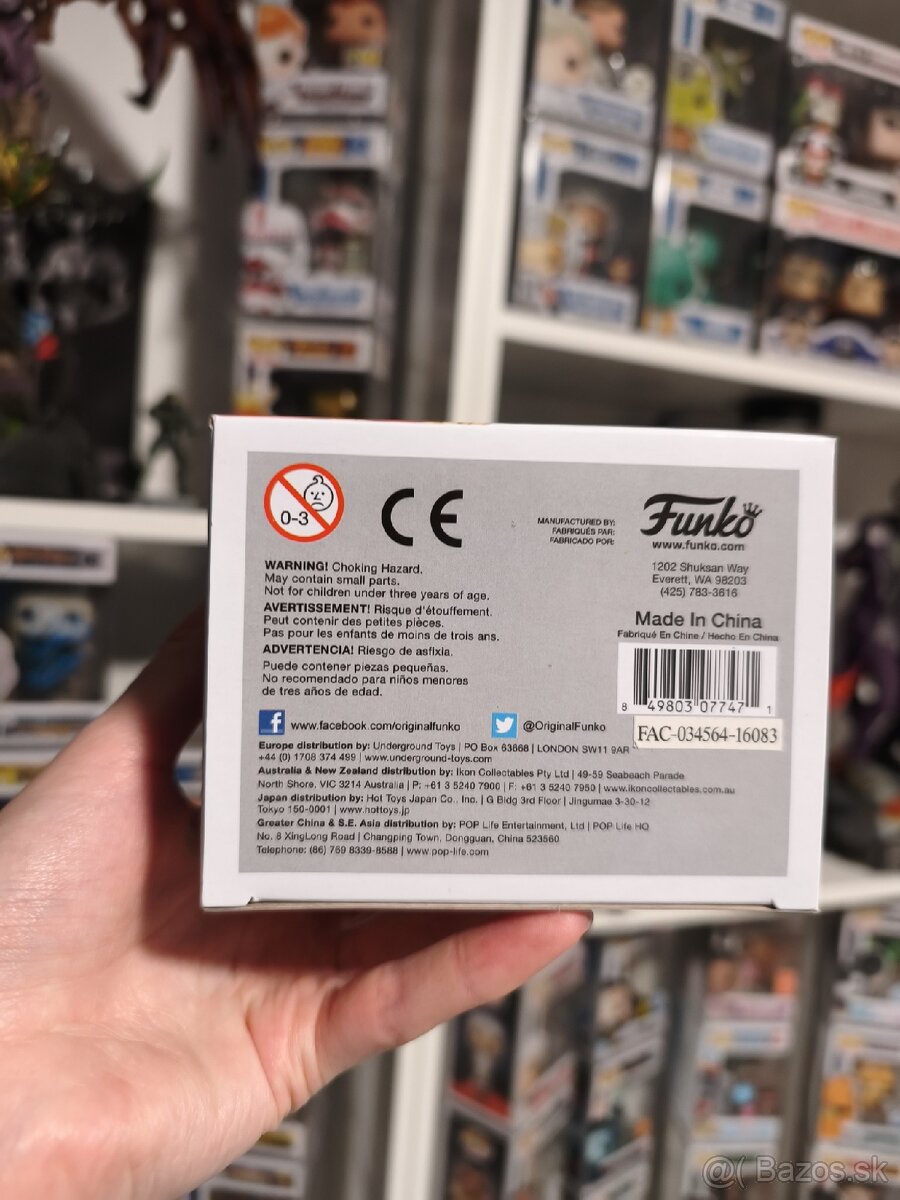 0-3
CE
MANUFACTURED BY:
FABRIQUÉS PAR:
FABRICADO POR:
Funko
www.funko.com
1202 Shuksan Way
Everett, WA 98203
(425) 783-3616
WARNING! Choking Hazard.
May contain small parts.
Not for children under three years of age.
AVERTISSEMENT! Risque d'étouffement.
Peut contenir des petites pièces.
Pas pour les enfants de moins de trois ans.
ADVERTENCIA! Riesgo de asfixia.
Puede contener piezas pequeñas.
No recomendado para niños menores
de tres años de edad.
Made In China
Fabriqué En Chine / Hecho En China
8 49803 07747 1
FAC-034564-16083
www.facebook.com/originalfunko
@OriginalFunko
Europe distribution by: Underground Toys | PO Box 63668 | LONDON SW11 9AR
+44 (0) 1708 374 499 | www.underground-toys.com
Australia & New Zealand distribution by: Ikon Collectables Pty Ltd | 49-59 Seabeach Parade
North Shore, VIC 3214 Australia | P: +61 3 5240 7900 | F: +61 3 5240 7950 | www.ikoncollectables.com.au
Japan distribution by: Hot Toys Japan Co., Inc. | G Bldg 3rd Floor | Jingumae 3-30-12
Tokyo 150-0001 | www.hottoys.jp
Greater China & S.E. Asia distribution by: POP Life Entertainment, Ltd | POP Life HQ
No. 8 XingLong Road | Changping Town, Dongguan, China 523560
Telephone: (86) 769 8339-8588 | www.pop-life.com
@( Bazos.sk